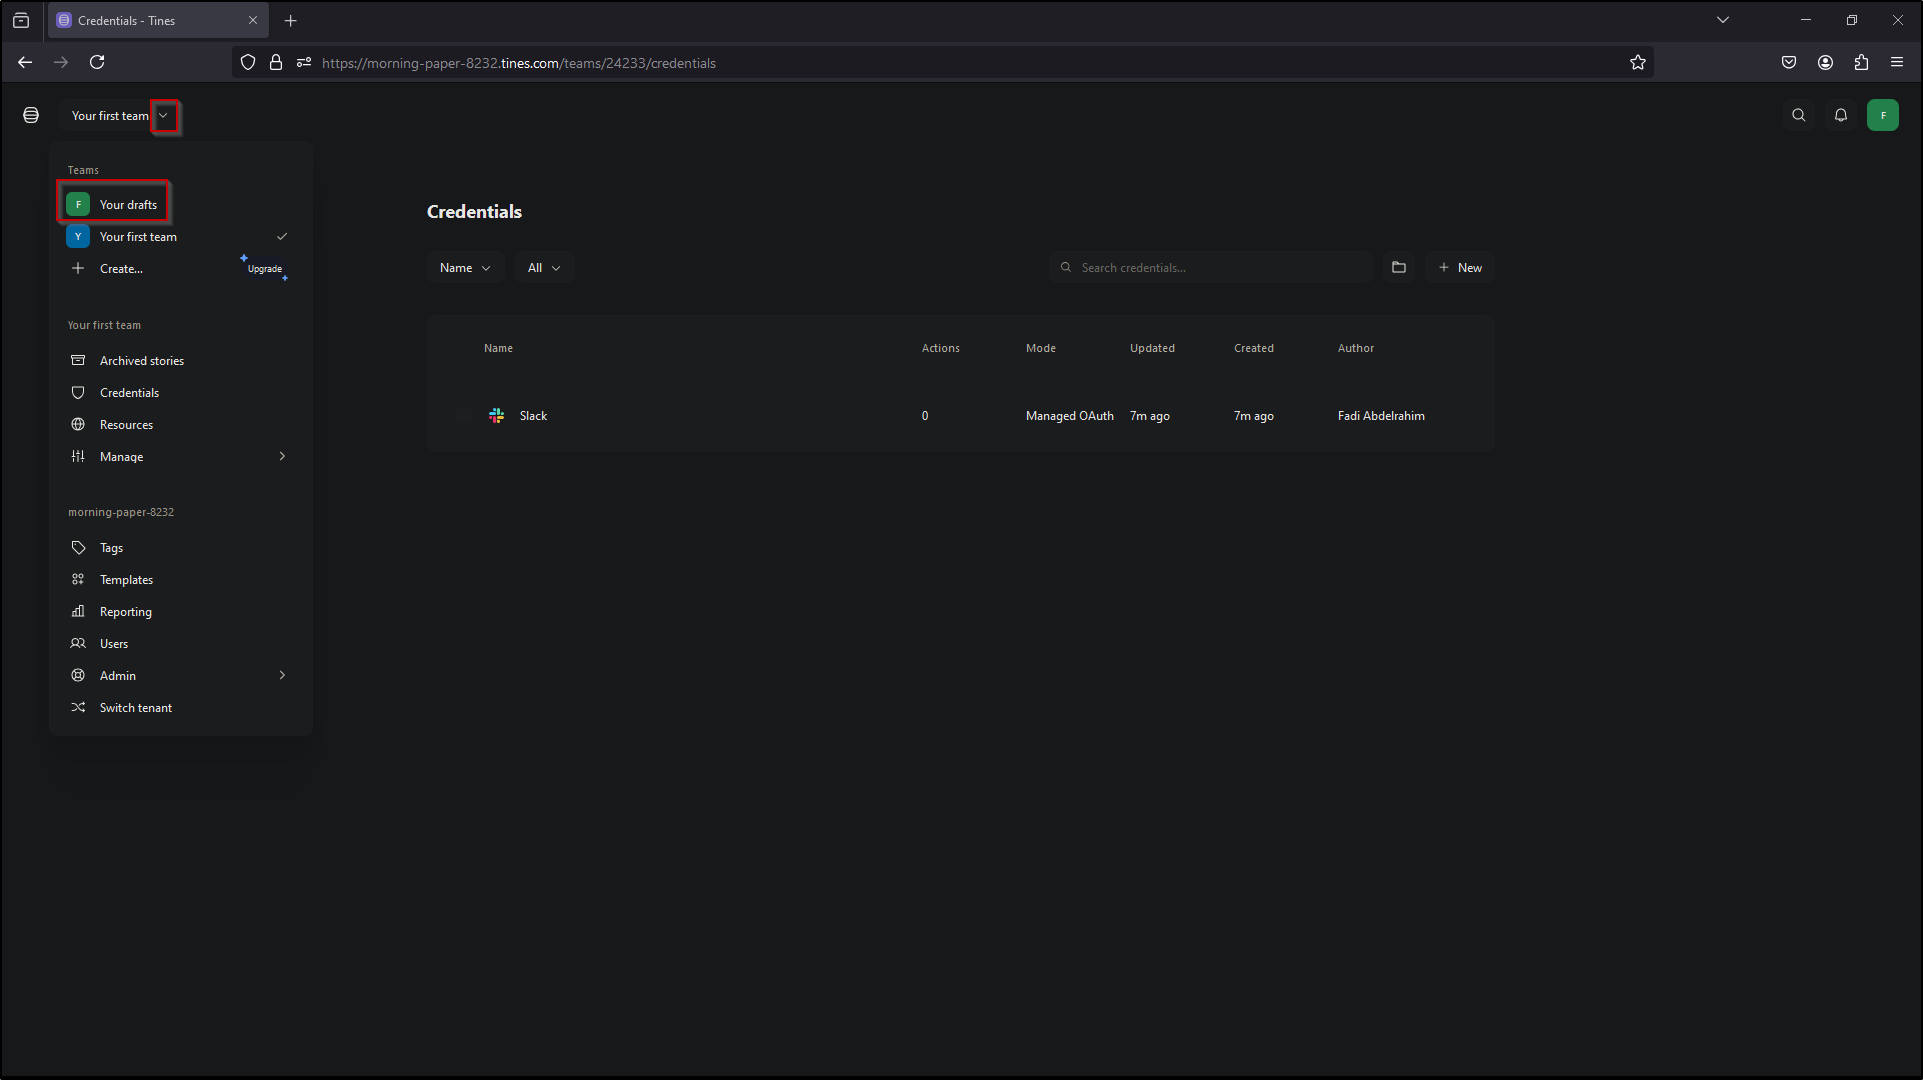 Credentials - Tines
https://morning-paper-8232.tines.com/teams/24233/credentials
Your first team
F
Teams
F Your drafts
Y Your first team
Create...
Upgrade
Your first team
Archived stories
Credentials
Resources
Manage
morning-paper-8232
Tags
Templates
Reporting
Users
Admin
Switch tenant
Credentials
Name All Search credentials... New
Name Actions Mode Updated Created Author
Slack 0 Managed OAuth 7m ago 7m ago Fadi Abdelrahim